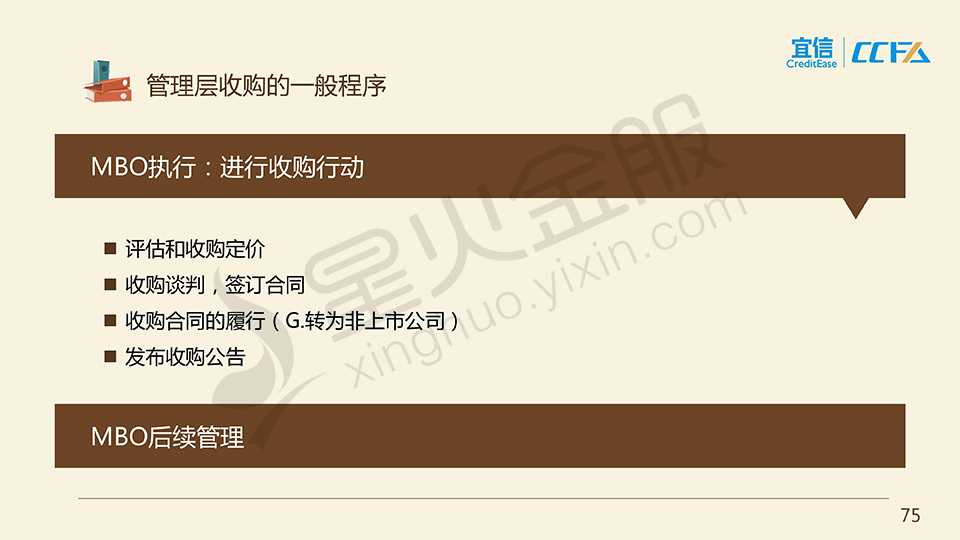 宜信
CreditEase
CCFA
管理层收购的一般程序
MBO执行：进行收购行动
评估和收购定价
收购谈判，签订合同
收购合同的履行（G.转为非上市公司）
发布收购公告
星火金服
xinghuo.yixin.com
MBO后续管理
75